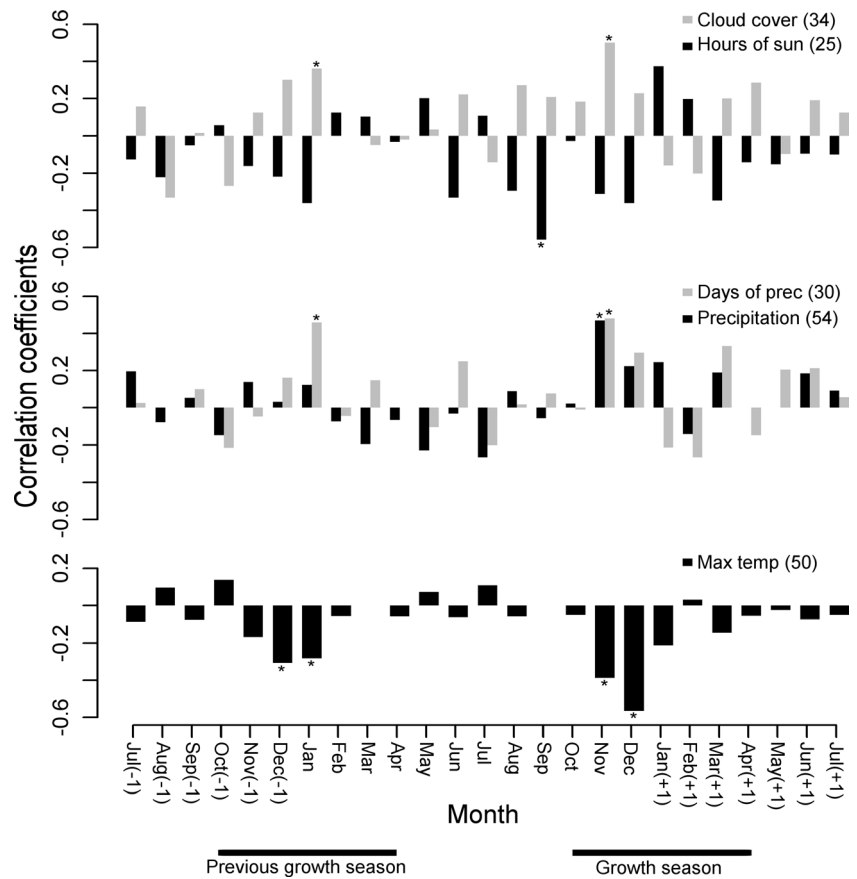 Correlation coefficients
0.6
0.2
-0.2
-0.6
Cloud cover (34)
Hours of sun (25)
*
*
*
0.6
0.2
-0.2
-0.6
Days of prec (30)
Precipitation (54)
*
* *
0.2
-0.2
-0.6
Max temp (50)
* *
*
*
Jul(-1)
Aug(-1)
Sep(-1)
Oct(-1)
Nov(-1)
Dec(-1)
Jan
Feb
Mar
Apr
May
Jun
Jul
Aug
Sep
Oct
Nov
Dec
Jan(+1)
Feb(+1)
Mar(+1)
Apr(+1)
May(+1)
Jun(+1)
Jul(+1)
Month
Previous growth season
Growth season